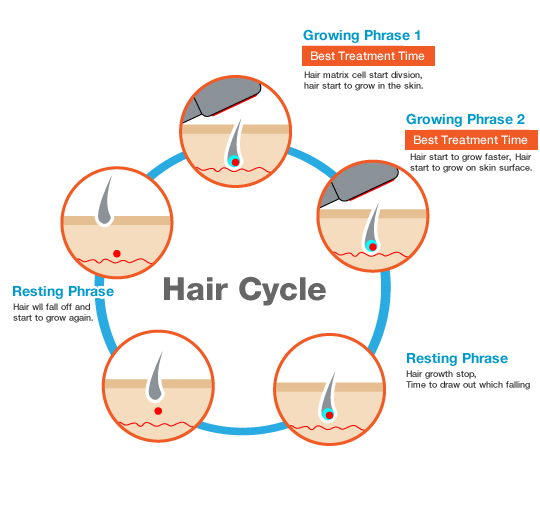 Growing Phrase 1
Best Treatment Time
Hair matrix cell start divsion,
hair start to grow in the skin.
Growing Phrase 2
Best Treatment Time
Hair start to grow faster, Hair
start to grow on skin surface.
Hair Cycle
Resting Phrase
Hair wll fall off and
start to grow again.
Resting Phrase
Hair growth stop,
Time to draw out which falling